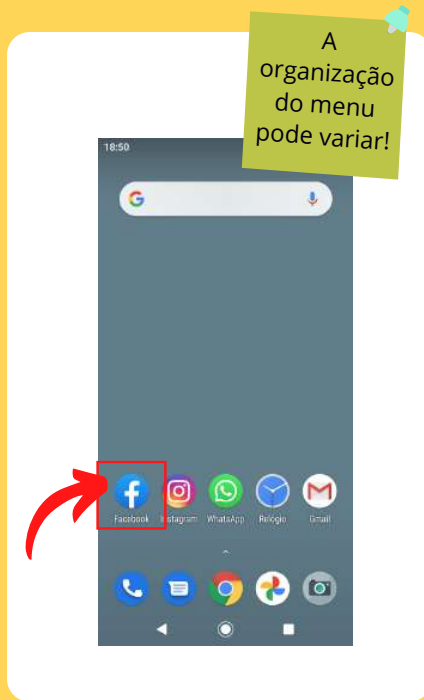 A
organização
do menu
pode variar!
18:50
Facebook Instagram WhatsApp Relógio Gmail